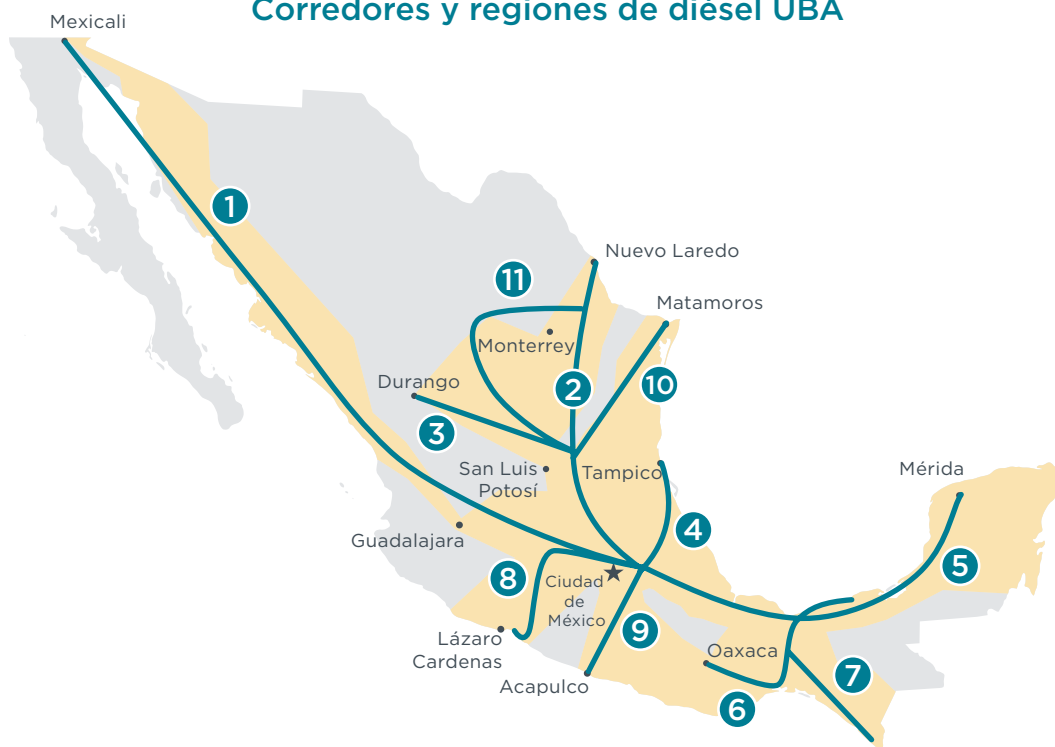 Corredores y regiones de diésel UBA
Mexicali
1
Nuevo Laredo
11
Matamoros
Monterrey
Durango
2
10
3
San Luis
Potosí
Tampico
Mérida
4
Guadalajara
8
Ciudad
de
México
5
9
Lázaro
Cardenas
Oaxaca
7
Acapulco
6